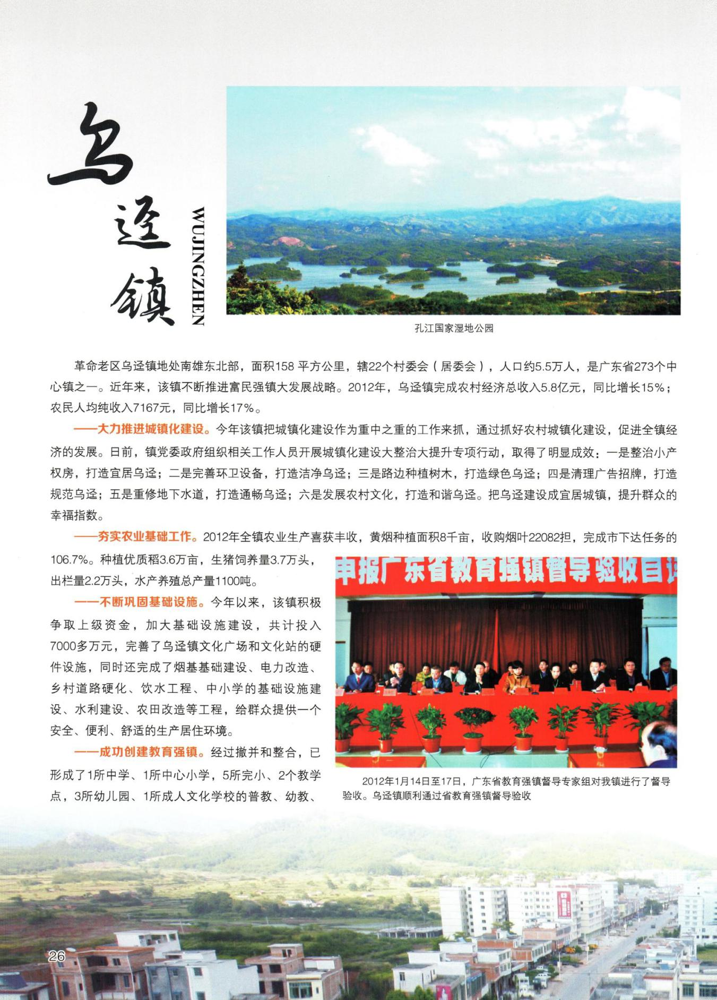 乌
迳
镇
WUJINGZHEN
孔江国家湿地公园
革命老区乌迳镇地处南雄东北部，面积158 平方公里，辖22个村委会（居委会），人口约5.5万人，是广东省273个中
心镇之一。近年来，该镇不断推进富民强镇大发展战略。2012年，乌迳镇完成农村经济总收入5.8亿元，同比增长15%；
农民人均纯收入7167元，同比增长17%。
——大力推进城镇化建设。今年该镇把城镇化建设作为重中之重的工作来抓，通过抓好农村城镇化建设，促进全镇经
济的发展。日前，镇党委政府组织相关工作人员开展城镇化建设大整治大提升专项行动，取得了明显成效：一是整治小产
权房，打造宜居乌迳；二是完善环卫设备，打造洁净乌迳；三是路边种植树木，打造绿色乌迳；四是清理广告招牌，打造
规范乌迳；五是重修地下水道，打造通畅乌迳；六是发展农村文化，打造和谐乌迳。把乌迳建设成宜居城镇，提升群众的
幸福指数。
——夯实农业基础工作。2012年全镇农业生产喜获丰收，黄烟种植面积8千亩，收购烟叶22082担，完成市下达任务的
106.7%。种植优质稻3.6万亩，生猪饲养量3.7万头，
出栏量2.2万头，水产养殖总产量1100吨。
——不断巩固基础设施。今年以来，该镇积极
争取上级资金，加大基础设施建设，共计投入
7000多万元，完善了乌迳镇文化广场和文化站的硬
件设施，同时还完成了烟基基础建设、电力改造、
乡村道路硬化、饮水工程、中小学的基础设施建
设、水利建设、农田改造等工程，给群众提供一个
安全、便利、舒适的生产居住环境。
——成功创建教育强镇。经过撤并和整合，已
形成了1所中学、1所中心小学，5所完小、2个教学
点，3所幼儿园、1所成人文化学校的普教、幼教、
申报广东省教育强镇督导验收自评
2012年1月14日至17日，广东省教育强镇督导专家组对我镇进行了督导
验收。乌迳镇顺利通过省教育强镇督导验收
26